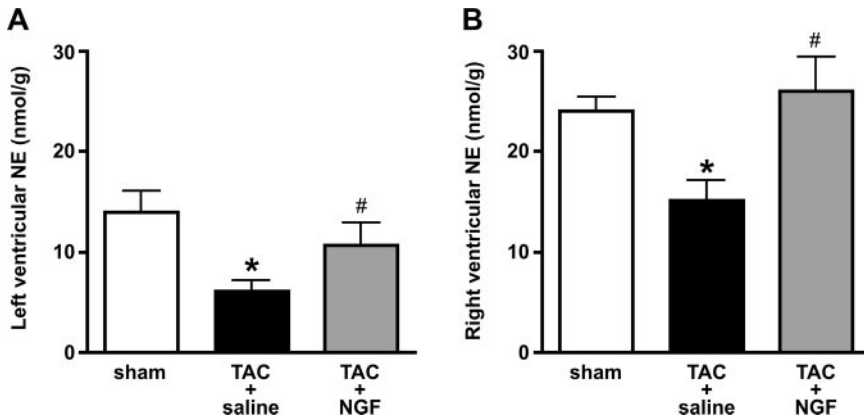 A
Left ventricular NE (nmol/g)
30
20
10
0
*
#
sham
TAC
+
saline
TAC
+
NGF
B
Right ventricular NE (nmol/g)
30
20
10
0
*
#
sham
TAC
+
saline
TAC
+
NGF